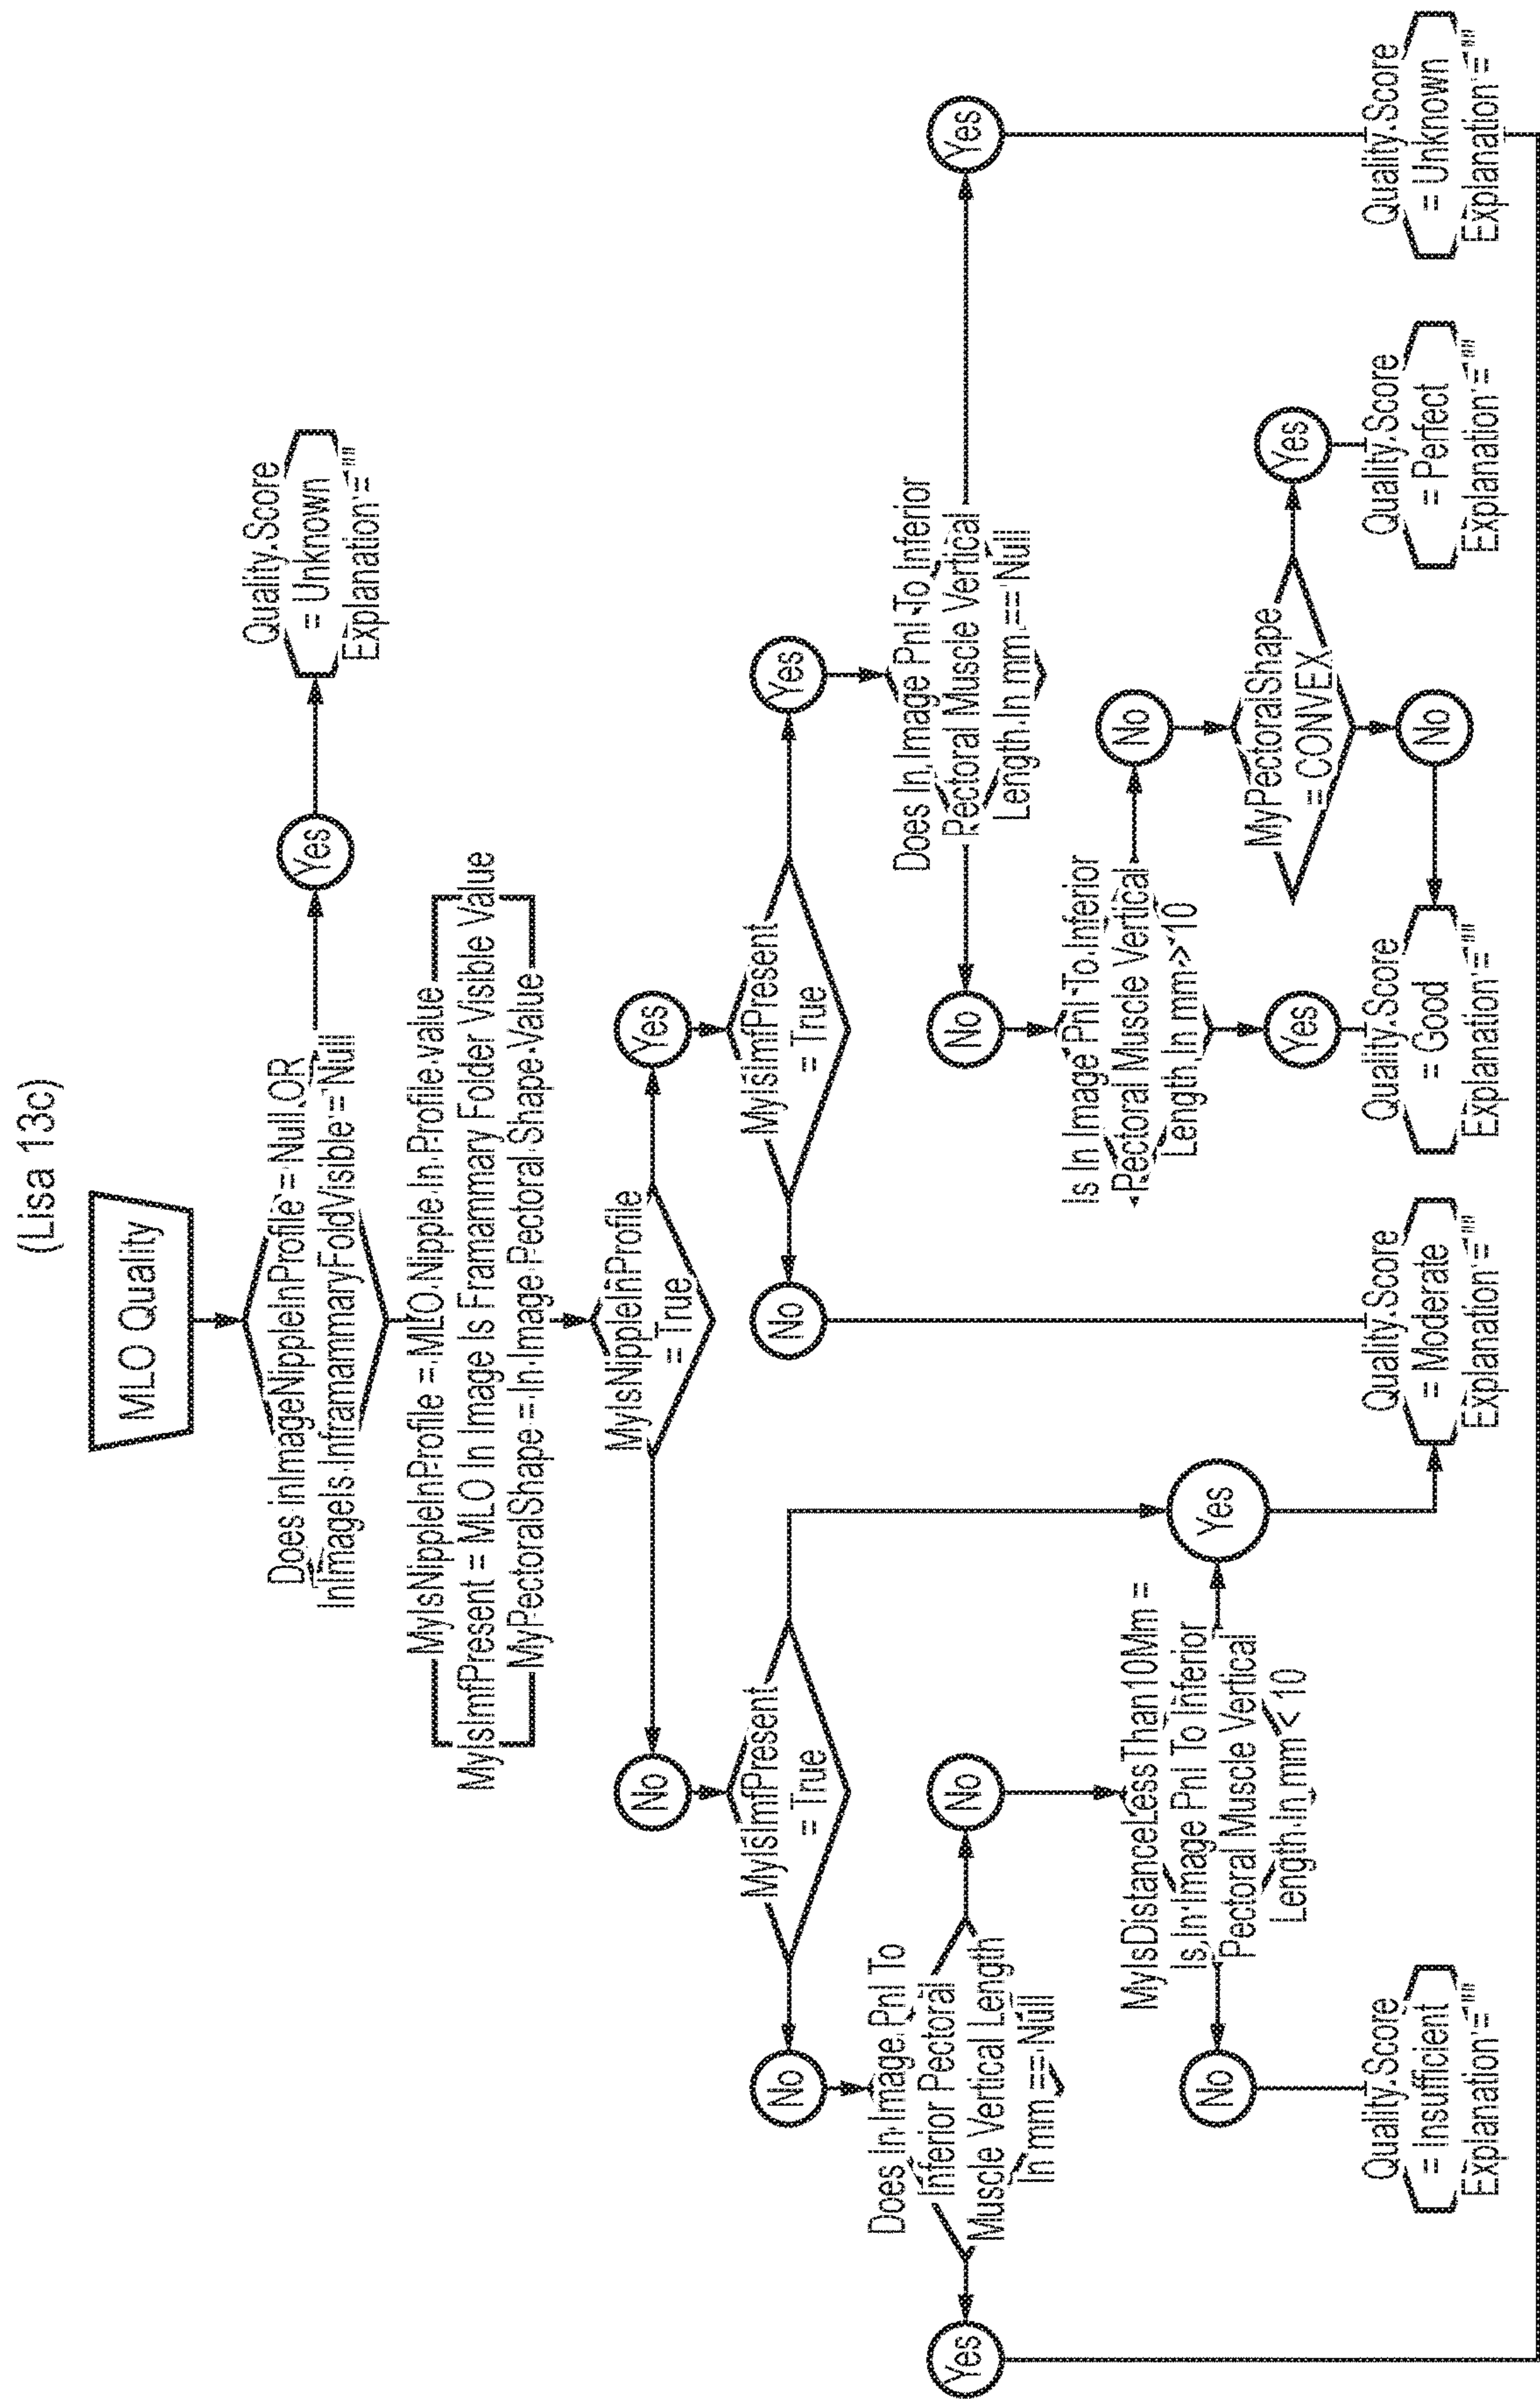 (Lisa 13c)
MLO Quality
Does inImageNippleInProfile = Null OR
InImageIs InframammaryFoldVisible = Null
Yes
Quality.Score
= Unknown
Explanation = ""
MyIsNippleInProfile = MLO Nipple In Profile value
MyIsImfPresent = MLO In Image Is Framammary Folder Visible Value
MyPectoralShape = In Image Pectoral Shape Value
MyIsNippleInProfile
= True
No
Yes
MyIsImfPresent
= True
MyIsImfPresent
= True
No
No
Yes
Does In Image Pnl To
Inferior Pectoral
Muscle Vertical Length
In mm == Null
Does In Image Pnl To Inferior
Pectoral Muscle Vertical
Length In mm == Null
Yes
No
No
Yes
MyIsDistanceLessThan10Mm =
Is In Image Pnl To Inferior
Pectoral Muscle Vertical
Length In mm < 10
Is In Image Pnl To Inferior
Pectoral Muscle Vertical
Length In mm > 10
No
No
Yes
MyPectoralShape
= CONVEX
Yes
Yes
No
Quality.Score
= Insufficient
Explanation = ""
Quality.Score
= Moderate
Explanation = ""
Quality.Score
= Good
Explanation = ""
Quality.Score
= Perfect
Explanation = ""
Quality.Score
= Unknown
Explanation = ""